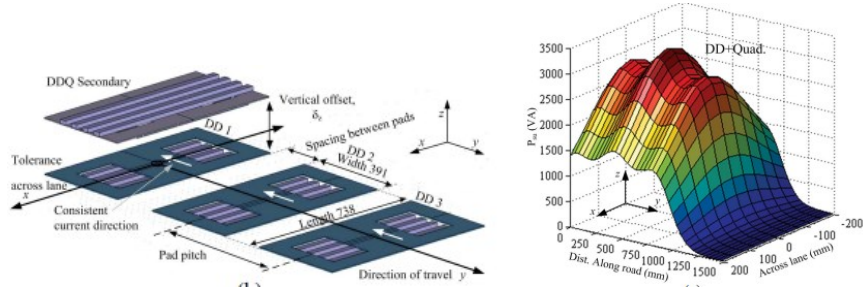 DDQ Secondary
Vertical offset,
δz
DD 1
Spacing between pads
DD 2
Width 391
Tolerance
across lane
x
Consistent
current direction
Length 738
DD 3
Pad pitch
Direction of travel
y
z
x
y
DD+Quad.
Psu (VA)
3500
3000
2500
2000
1500
1000
500
0
z
x
y
0
250
500
750
1000
1250
1500
Dist. Along road (mm)
200
100
0
-100
-200
Across lane (mm)